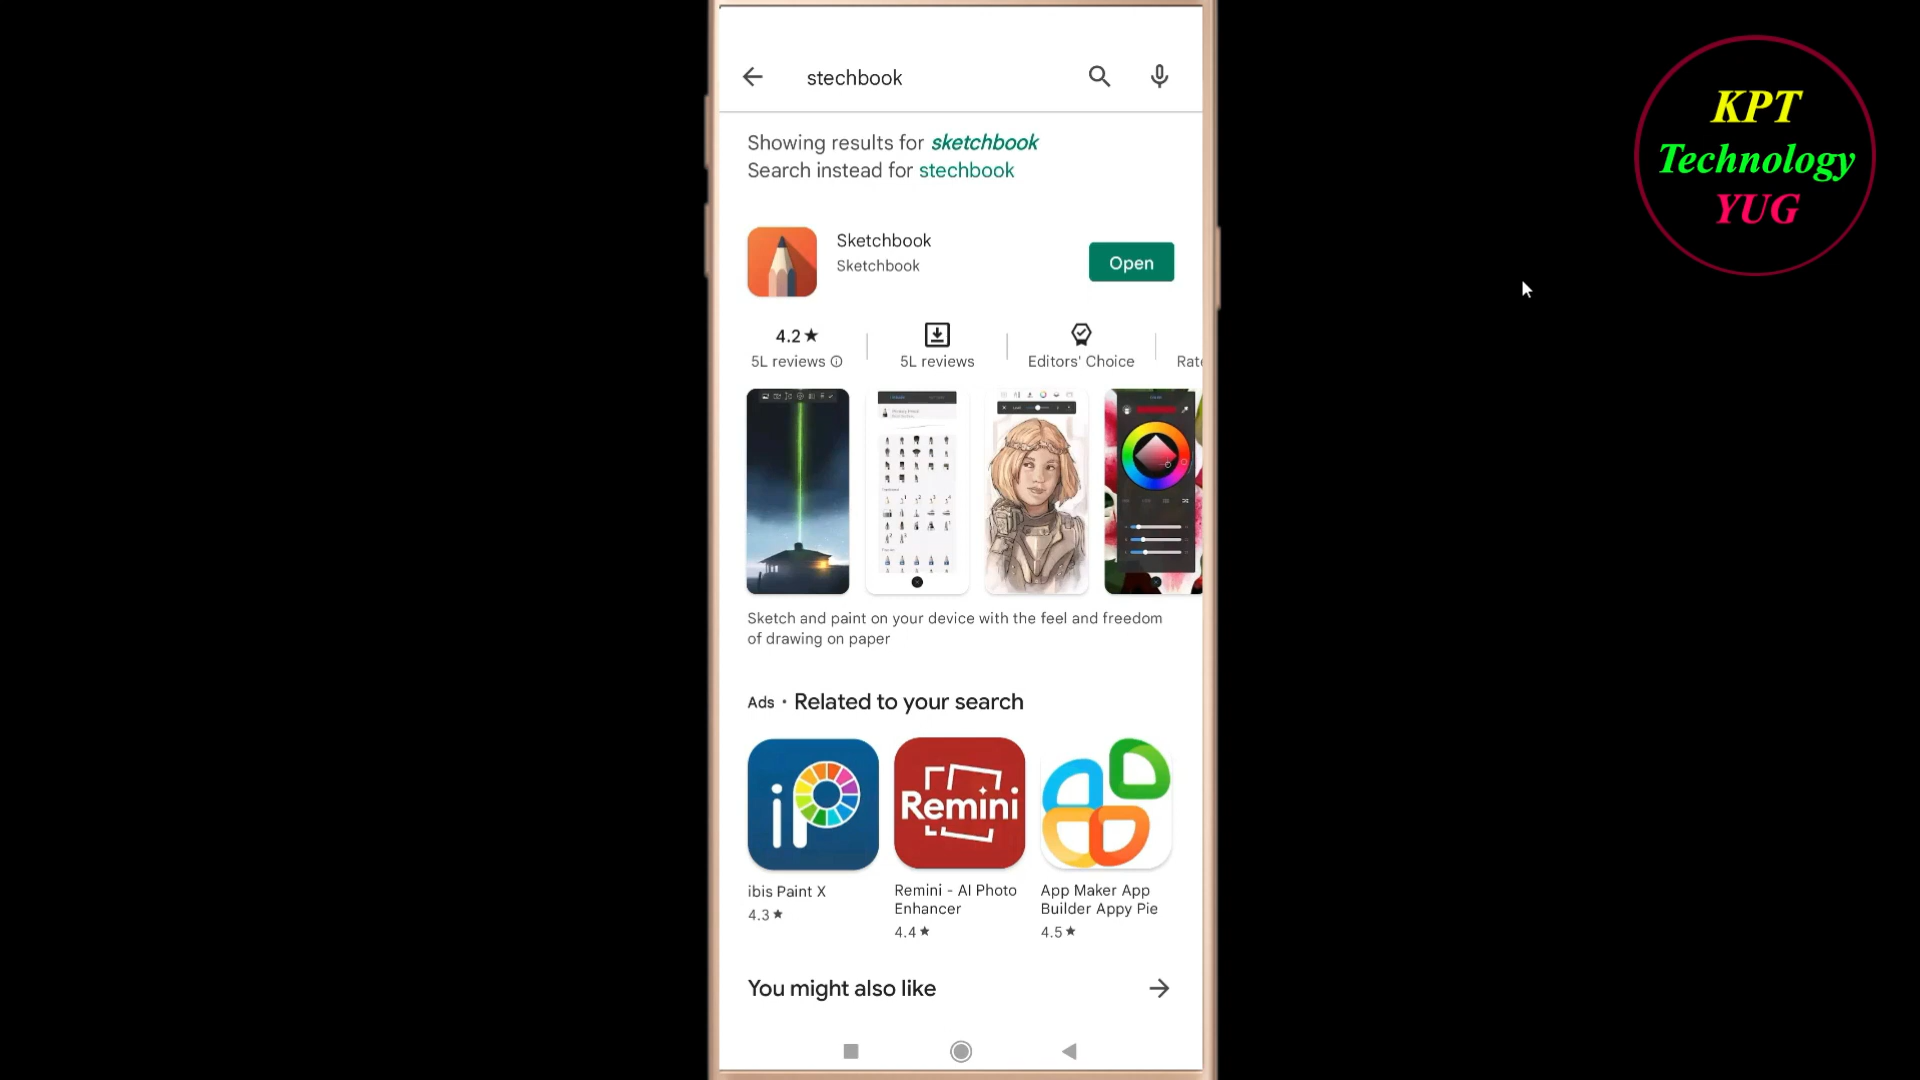 stechbook
KPT
Technology
YUG
Showing results for sketchbook
Search instead for stechbook
Sketchbook
Sketchbook
Open
4.2★
5L reviews
5L reviews
Editors' Choice
Rate
Sketch and paint on your device with the feel and freedom
of drawing on paper
Ads • Related to your search
iP
Remini
ibis Paint X
4.3★
Remini - AI Photo
Enhancer
4.4★
App Maker App
Builder Appy Pie
4.5★
You might also like